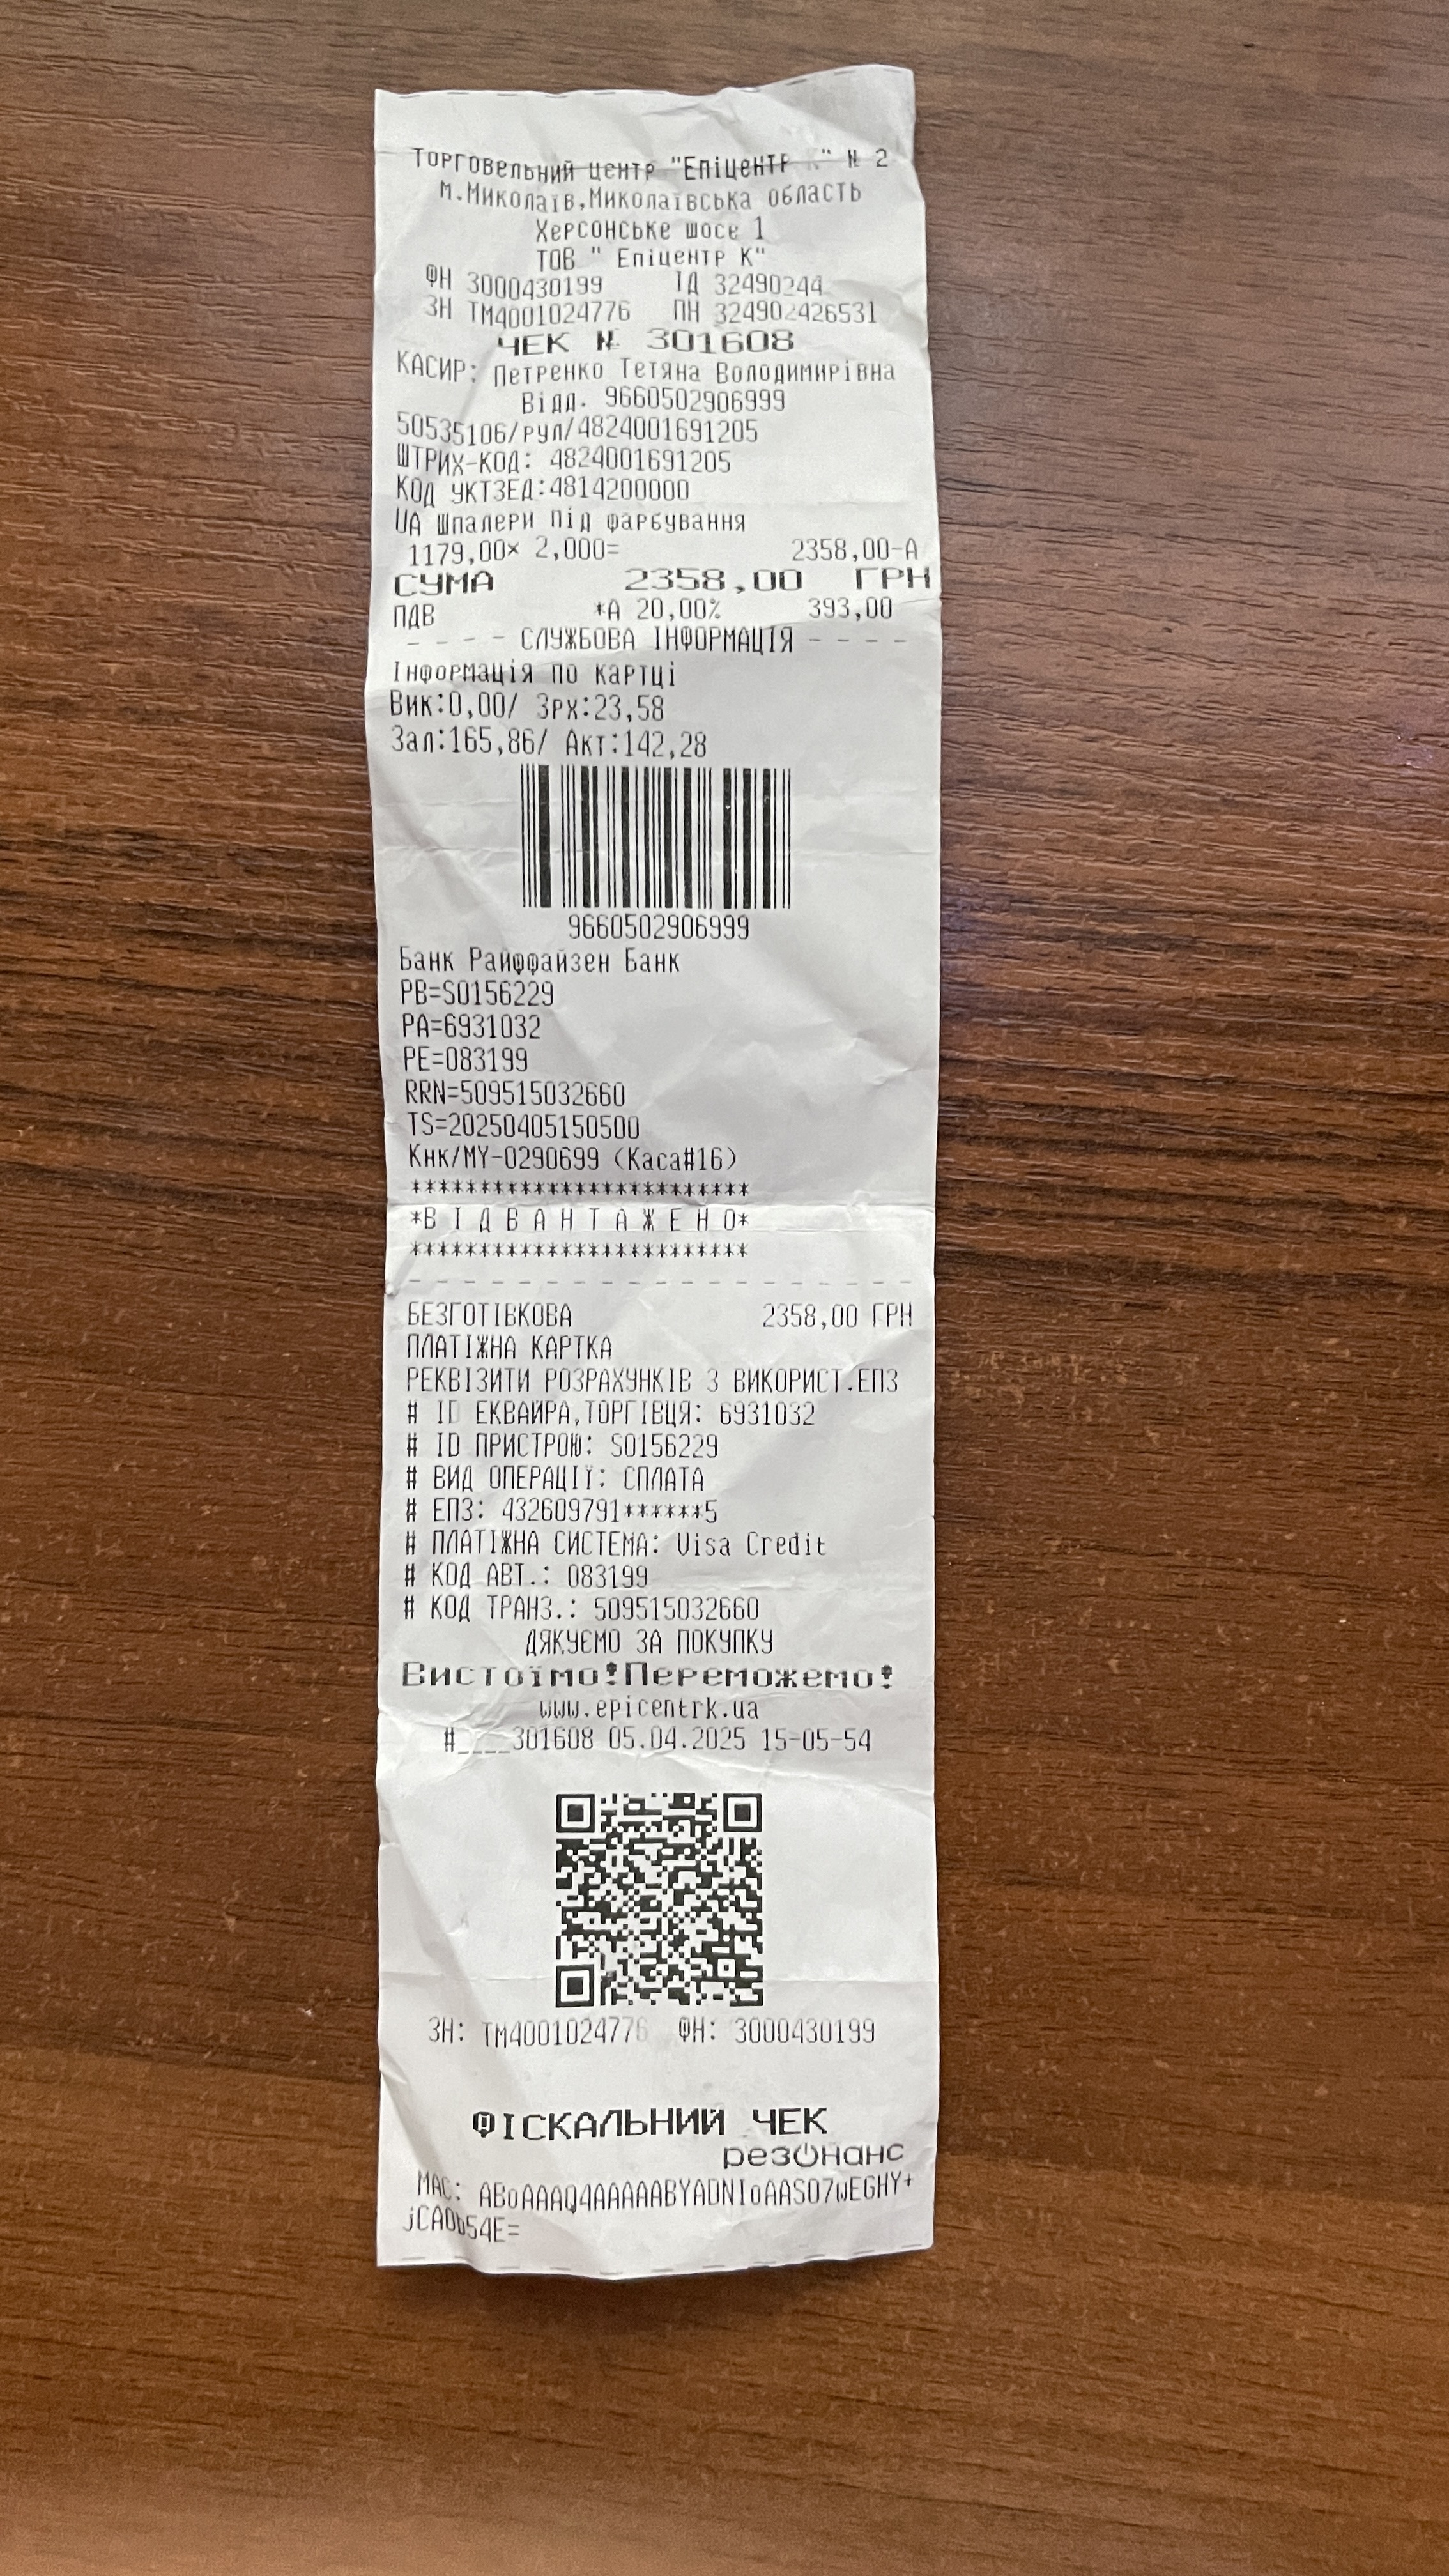 Торговельний центр "Епіцентр К" № 2
м.Миколаїв,Миколаївська область
Херсонське шосе 1
ТОВ " Епіцентр К"
ФН 3000430199 ІД 32490244
ЗН ТМ4001024776 ПН 324902426531
ЧЕК № 301608
КАСИР: Петренко Тетяна Володимирівна
Відд. 9660502906999
50535106/рул/4824001691205
ШТРИХ-КОД: 4824001691205
КОД УКТЗЕД:4814200000
UA Шпалери під фарбування
1179,00× 2,000= 2358,00-А
СУМА 2358,00 ГРН
ПДВ *А 20,00% 393,00
- - - - СЛУЖБОВА ІНФОРМАЦІЯ - - - -
Інформація по картці
Вик:0,00/ Зрх:23,58
Зал:165,86/ Акт:142,28
9660502906999
Банк Райффайзен Банк
PB=S0156229
PA=6931032
PE=083199
RRN=509515032660
TS=20250405150500
Кнк/МУ-0290699 (Каса#16)
*************************
*В І Д В А Н Т А Ж Е Н О*
*************************
БЕЗГОТІВКОВА 2358,00 ГРН
ПЛАТІЖНА КАРТКА
РЕКВІЗИТИ РОЗРАХУНКІВ З ВИКОРИСТ.ЕПЗ
# ID ЕКВАЙРА,ТОРГІВЦЯ: 6931032
# ID ПРИСТРОЮ: S0156229
# ВИД ОПЕРАЦІЇ: СПЛАТА
# ЕПЗ: 432609791******5
# ПЛАТІЖНА СИСТЕМА: Visa Credit
# КОД АВТ.: 083199
# КОД ТРАНЗ.: 509515032660
ДЯКУЄМО ЗА ПОКУПКУ
Вистоїмо!Переможемо!
www.epicentrk.ua
#____301608 05.04.2025 15-05-54
ЗН: ТМ4001024776 ФН: 3000430199
ФІСКАЛЬНИЙ ЧЕК
резонанс
MAC: ABoAAAQ4AAAAABYADNIoAASO7wEGHY+
jCAOb54E=